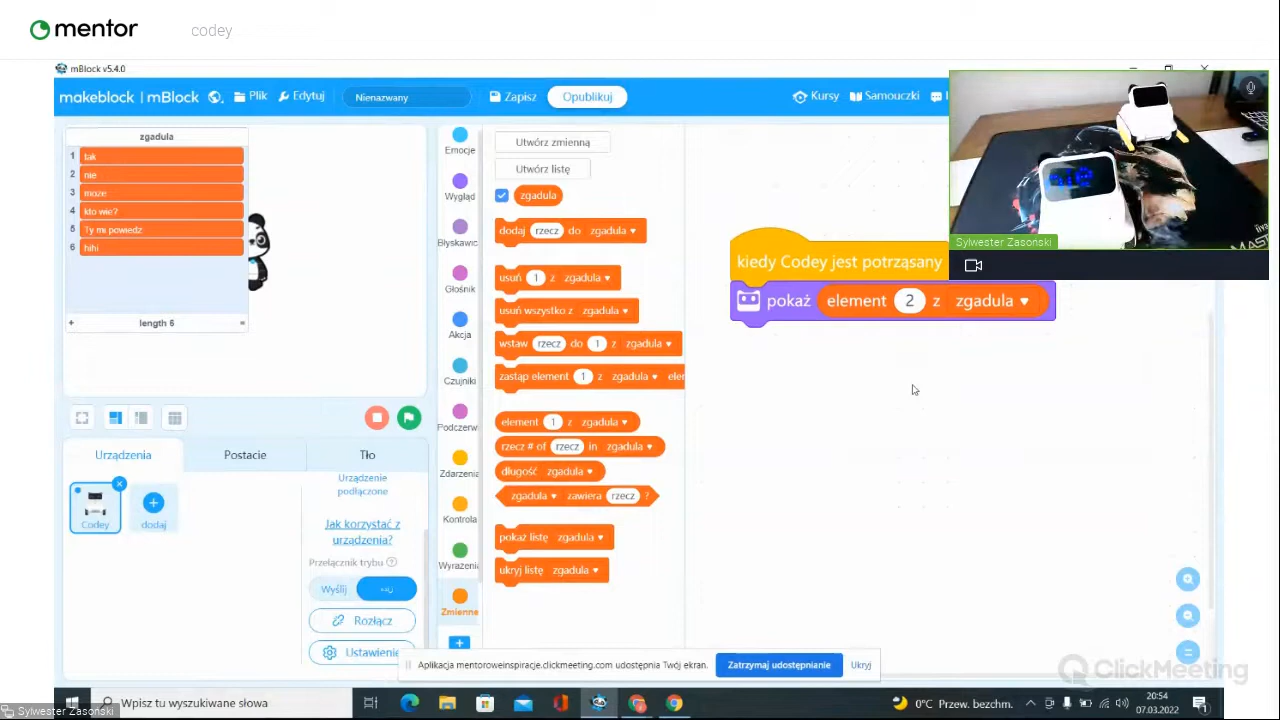 mentor
codey
mBlock v5.4.0
makeblock | mBlock
Plik
Edytuj
Nienazwany
Zapisz
Opublikuj
Kursy
Samouczki
zgadula
1 tak
2 nie
3 moze
4 kto wie?
5 Ty mi powiedz
6 hihi
+ length 6 =
Emocje
Wygląd
Błyskawic
Głośnik
Akcja
Czujniki
Podczerw
Zdarzenia
Kontrola
Wyrażenia
Zmienne
Utwórz zmienną
Utwórz listę
zgadula
dodaj rzecz do zgadula
usuń 1 z zgadula
usuń wszystko z zgadula
wstaw rzecz do 1 z zgadula
zastąp element 1 z zgadula elen
element 1 z zgadula
rzecz # of rzecz in zgadula
długość zgadula
zgadula zawiera rzecz ?
pokaż listę zgadula
ukryj listę zgadula
kiedy Codey jest potrząsany
pokaż element 2 z zgadula
nie
Sylwester Zasoński
Urządzenia
Postacie
Tło
Codey
dodaj
Urządzenie
podłączone
Jak korzystać z
urządzenia?
Przełącznik trybu ?
Wyślij
Rozłącz
Ustawienie
Aplikacja mentoroweinspiracje.clickmeeting.com udostępnia Twój ekran.
Zatrzymaj udostępnianie
Ukryj
ClickMeeting
Wpisz tu wyszukiwane słowa
Sylwester Zasoński
0°C Przew. bezchm.
20:54
07.03.2022
1